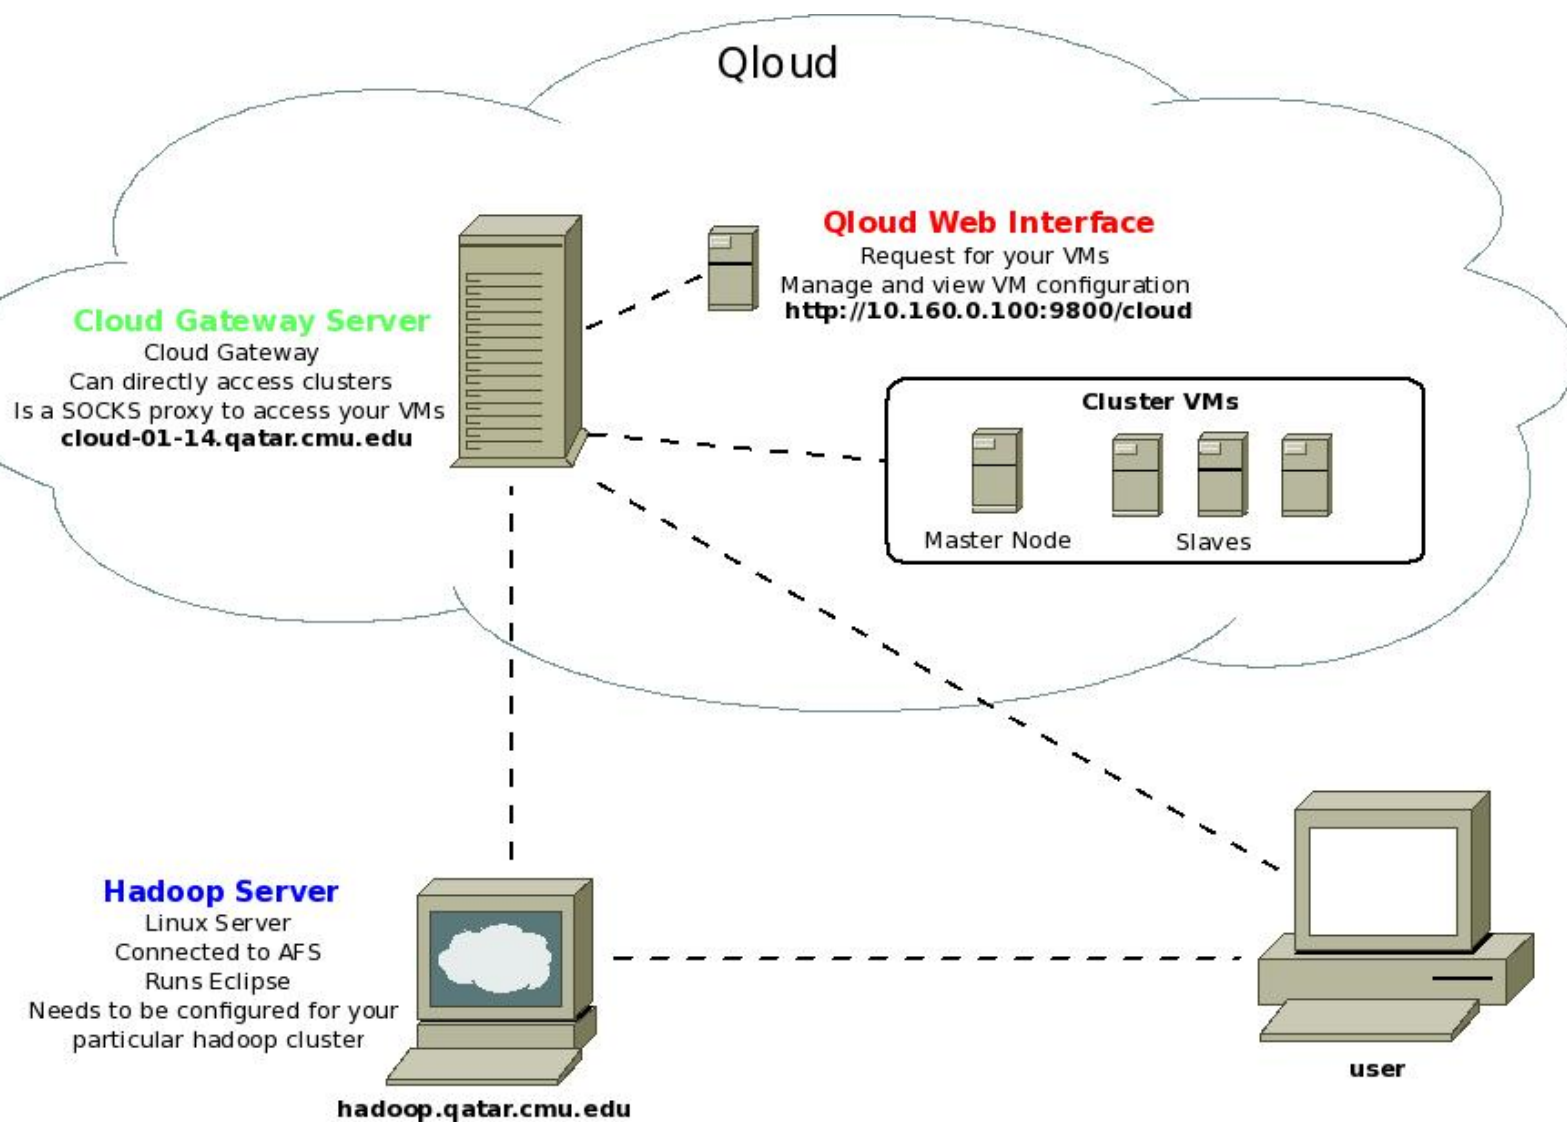 Qloud
Qloud Web Interface
Request for your VMs
Manage and view VM configuration
http://10.160.0.100:9800/cloud
Cloud Gateway Server
Cloud Gateway
Can directly access clusters
Is a SOCKS proxy to access your VMs
cloud-01-14.qatar.cmu.edu
Cluster VMs
Master Node
Slaves
Hadoop Server
Linux Server
Connected to AFS
Runs Eclipse
Needs to be configured for your
particular hadoop cluster
hadoop.qatar.cmu.edu
user